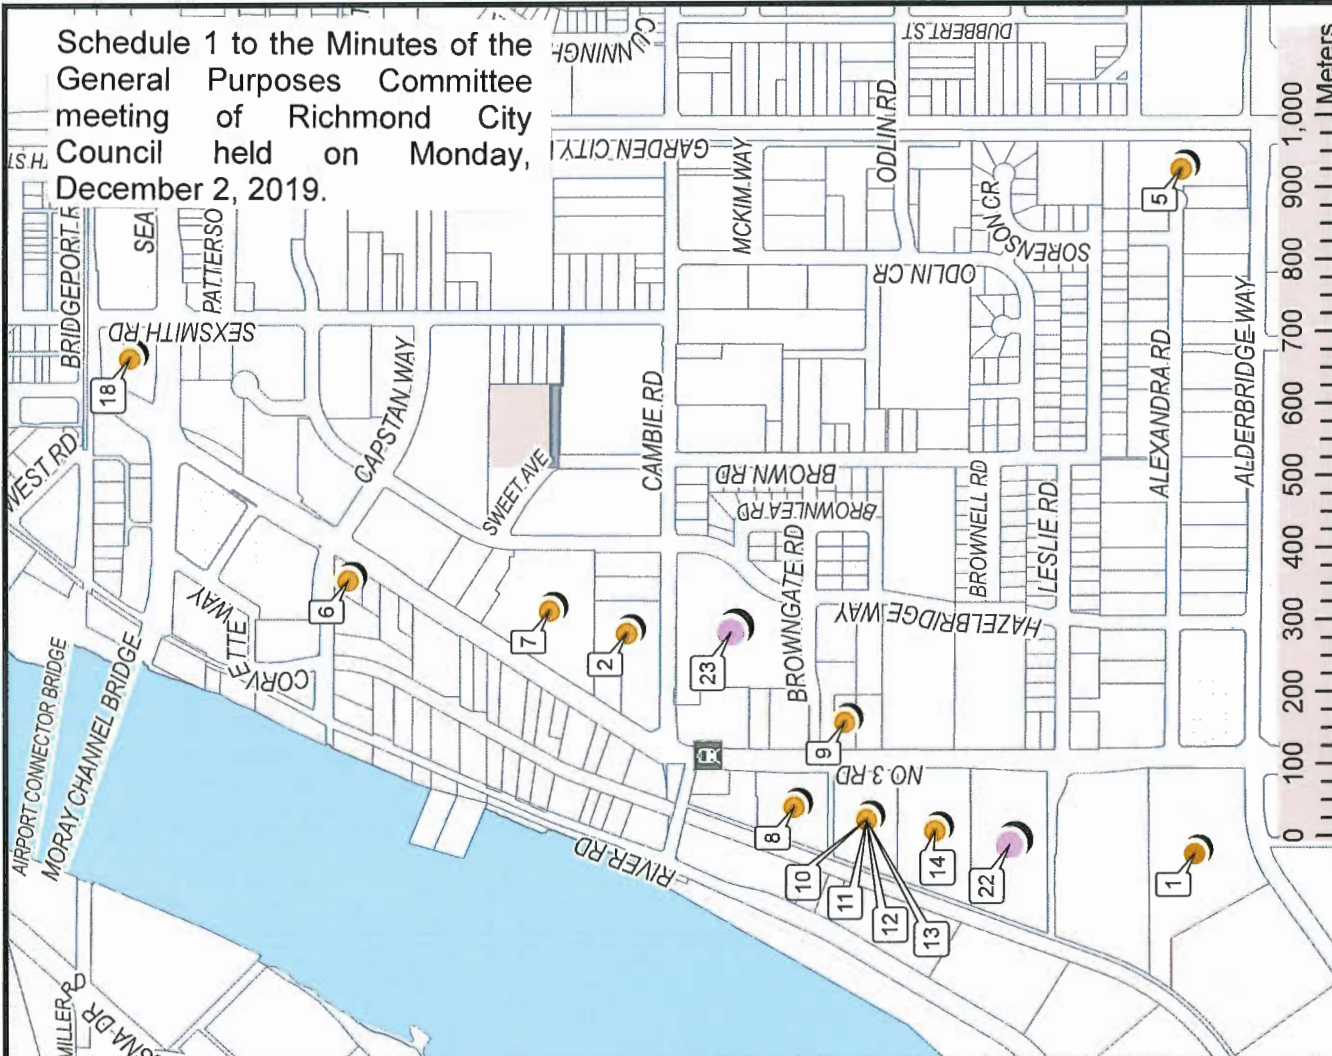 Schedule 1 to the Minutes of the
General Purposes Committee
meeting of Richmond City
Council held on Monday,
December 2, 2019.
DUBBERT ST
GARDEN CITY
ODLIN RD
MCKIM WAY
SEA
BRIDGEPORT R
PATTERSO
SEXSMITH RD
SORENSON CR
SORENSON
ODLIN CR
5
18
CAPSTAN WAY
CAMBIE RD
ALEXANDRA RD
ALDERBRIDGE WAY
WEST RD
SWEET AVE
BROWN RD
BROWNLEA RD
BROWNGATE RD
BROWNELL RD
LESLIE RD
HAZELBRIDGE WAY
6
7
2
23
9
CORVETTE WAY
AIRPORT CONNECTOR BRIDGE
MORAY CHANNEL BRIDGE
NO 3 RD
RIVER RD
8
10
11
12
13
14
22
1
MILLER RD
SNA DR
0 100 200 300 400 500 600 700 800 900 1,000
Meters